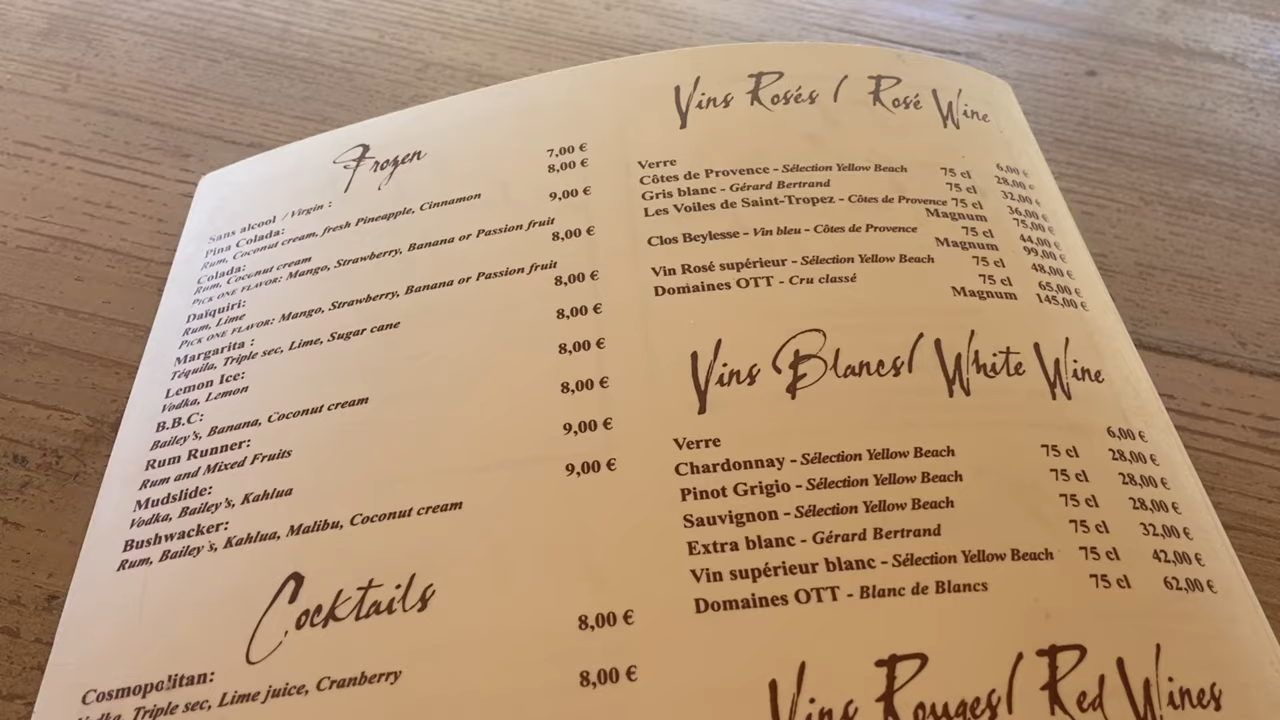 Frozen
Sans alcool / Virgin : 7,00 €
Pina Colada: 8,00 €
Rum, Coconut cream, fresh Pineapple, Cinnamon
Colada: 9,00 €
Rum, Coconut cream
PICK ONE FLAVOR: Mango, Strawberry, Banana or Passion fruit
Daïquiri: 8,00 €
Rum, Lime
PICK ONE FLAVOR: Mango, Strawberry, Banana or Passion fruit
Margarita : 8,00 €
Téquila, Triple sec, Lime, Sugar cane
Lemon Ice: 8,00 €
Vodka, Lemon
B.B.C: 8,00 €
Bailey's, Banana, Coconut cream
Rum Runner: 8,00 €
Rum and Mixed Fruits
Mudslide: 9,00 €
Vodka, Bailey's, Kahlua
Bushwacker: 9,00 €
Rum, Bailey's, Kahlua, Malibu, Coconut cream
Cocktails
Cosmopolitan: 8,00 €
Vodka, Triple sec, Lime juice, Cranberry
8,00 €
Vins Rosés / Rosé Wine
Verre 6,00 €
Côtes de Provence - Sélection Yellow Beach 75 cl 28,00 €
Gris blanc - Gérard Bertrand 75 cl 32,00 €
Les Voiles de Saint-Tropez - Côtes de Provence 75 cl 36,00 €
Magnum 75,00 €
Clos Beylesse - Vin bleu - Côtes de Provence 75 cl 44,00 €
Magnum 99,00 €
Vin Rosé supérieur - Sélection Yellow Beach 75 cl 48,00 €
Domaines OTT - Cru classé 75 cl 65,00 €
Magnum 145,00 €
Vins Blancs/ White Wine
Verre 6,00 €
Chardonnay - Sélection Yellow Beach 75 cl 28,00 €
Pinot Grigio - Sélection Yellow Beach 75 cl 28,00 €
Sauvignon - Sélection Yellow Beach 75 cl 28,00 €
Extra blanc - Gérard Bertrand 75 cl 32,00 €
Vin supérieur blanc - Sélection Yellow Beach 75 cl 42,00 €
Domaines OTT - Blanc de Blancs 75 cl 62,00 €
Vins Rouges/ Red Wines